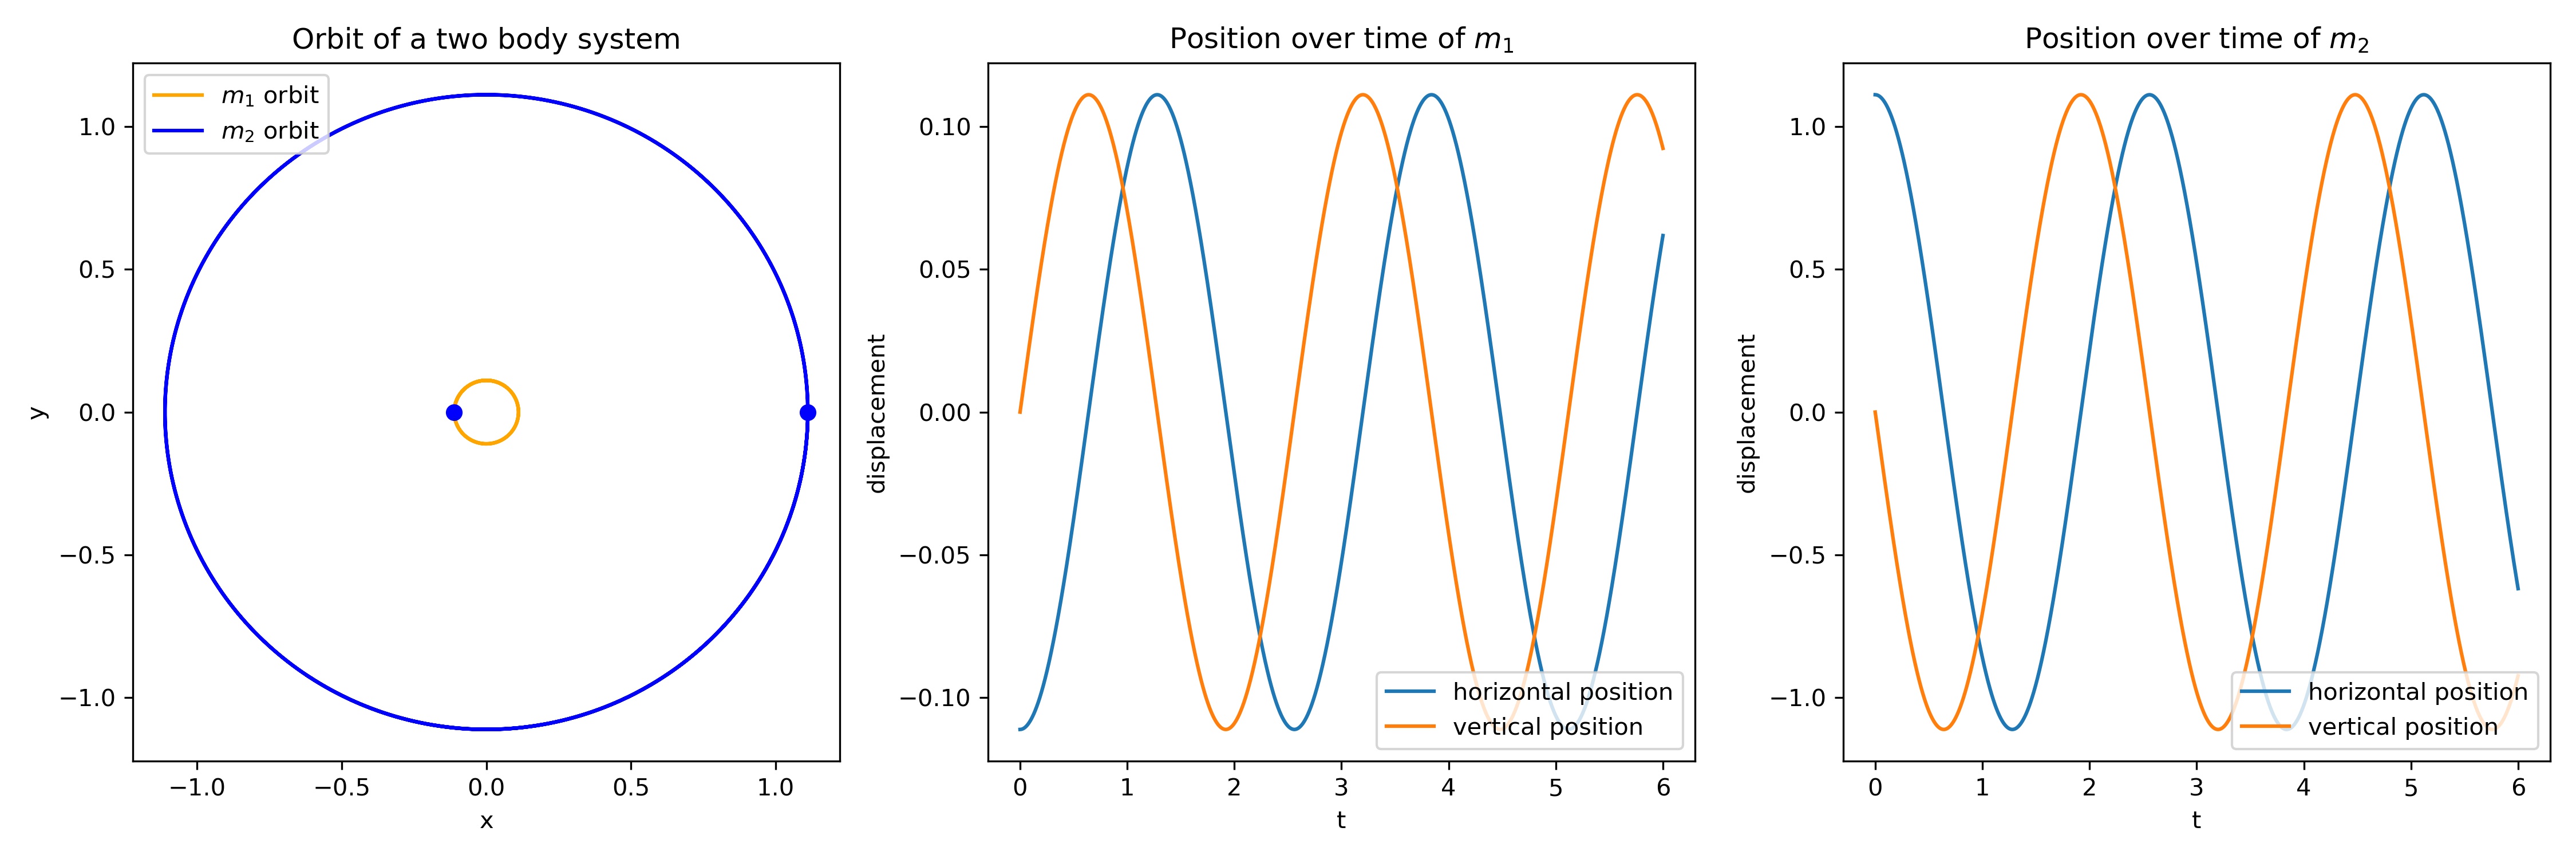 Orbit of a two body system
m₁ orbit
m₂ orbit
1.0
0.5
0.0
−0.5
−1.0
y
−1.0 −0.5 0.0 0.5 1.0
x
Position over time of m₁
0.10
0.05
0.00
−0.05
−0.10
displacement
horizontal position
vertical position
0 1 2 3 4 5 6
t
Position over time of m₂
1.0
0.5
0.0
−0.5
−1.0
displacement
horizontal position
vertical position
0 1 2 3 4 5 6
t